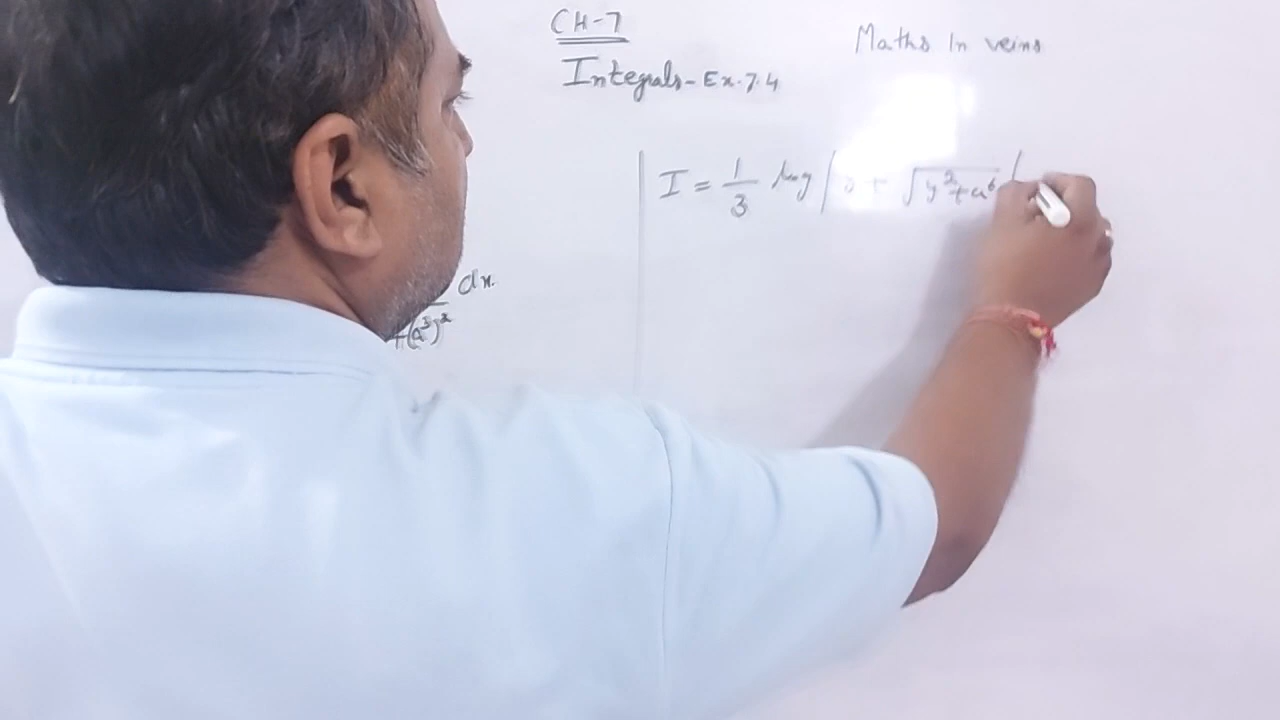 CH-7
Maths In veins
Integrals - Ex. 7.4
dx.
+(a³)²
I = 1/3 log | y + √y²+a⁶ |